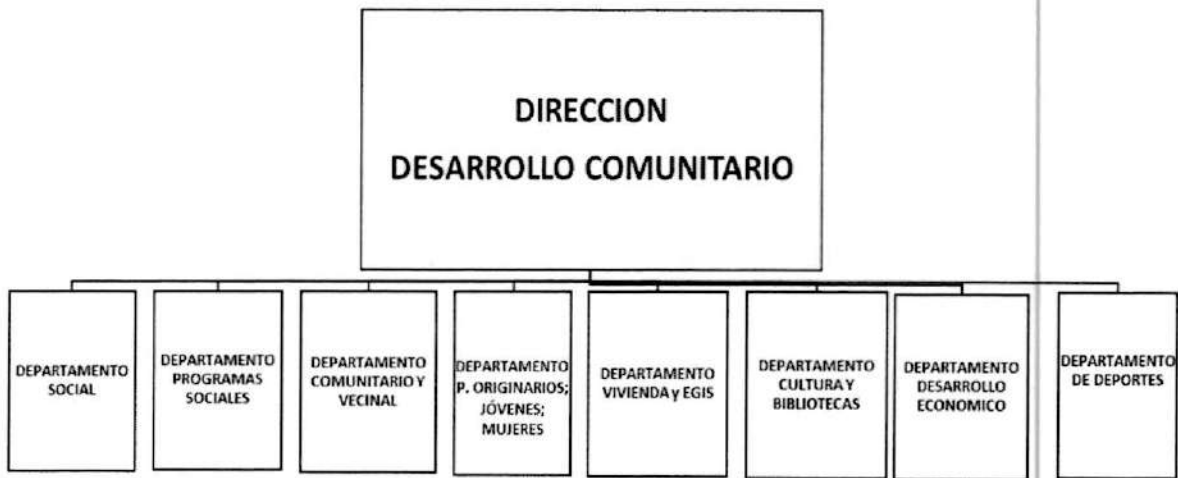 DIRECCION
DESARROLLO COMUNITARIO
DEPARTAMENTO
SOCIAL
DEPARTAMENTO
PROGRAMAS
SOCIALES
DEPARTAMENTO
COMUNITARIO Y
VECINAL
DEPARTAMENTO
P. ORIGINARIOS;
JÓVENES;
MUJERES
DEPARTAMENTO
VIVIENDA y EGIS
DEPARTAMENTO
CULTURA Y
BIBLIOTECAS
DEPARTAMENTO
DESARROLLO
ECONOMICO
DEPARTAMENTO
DE DEPORTES